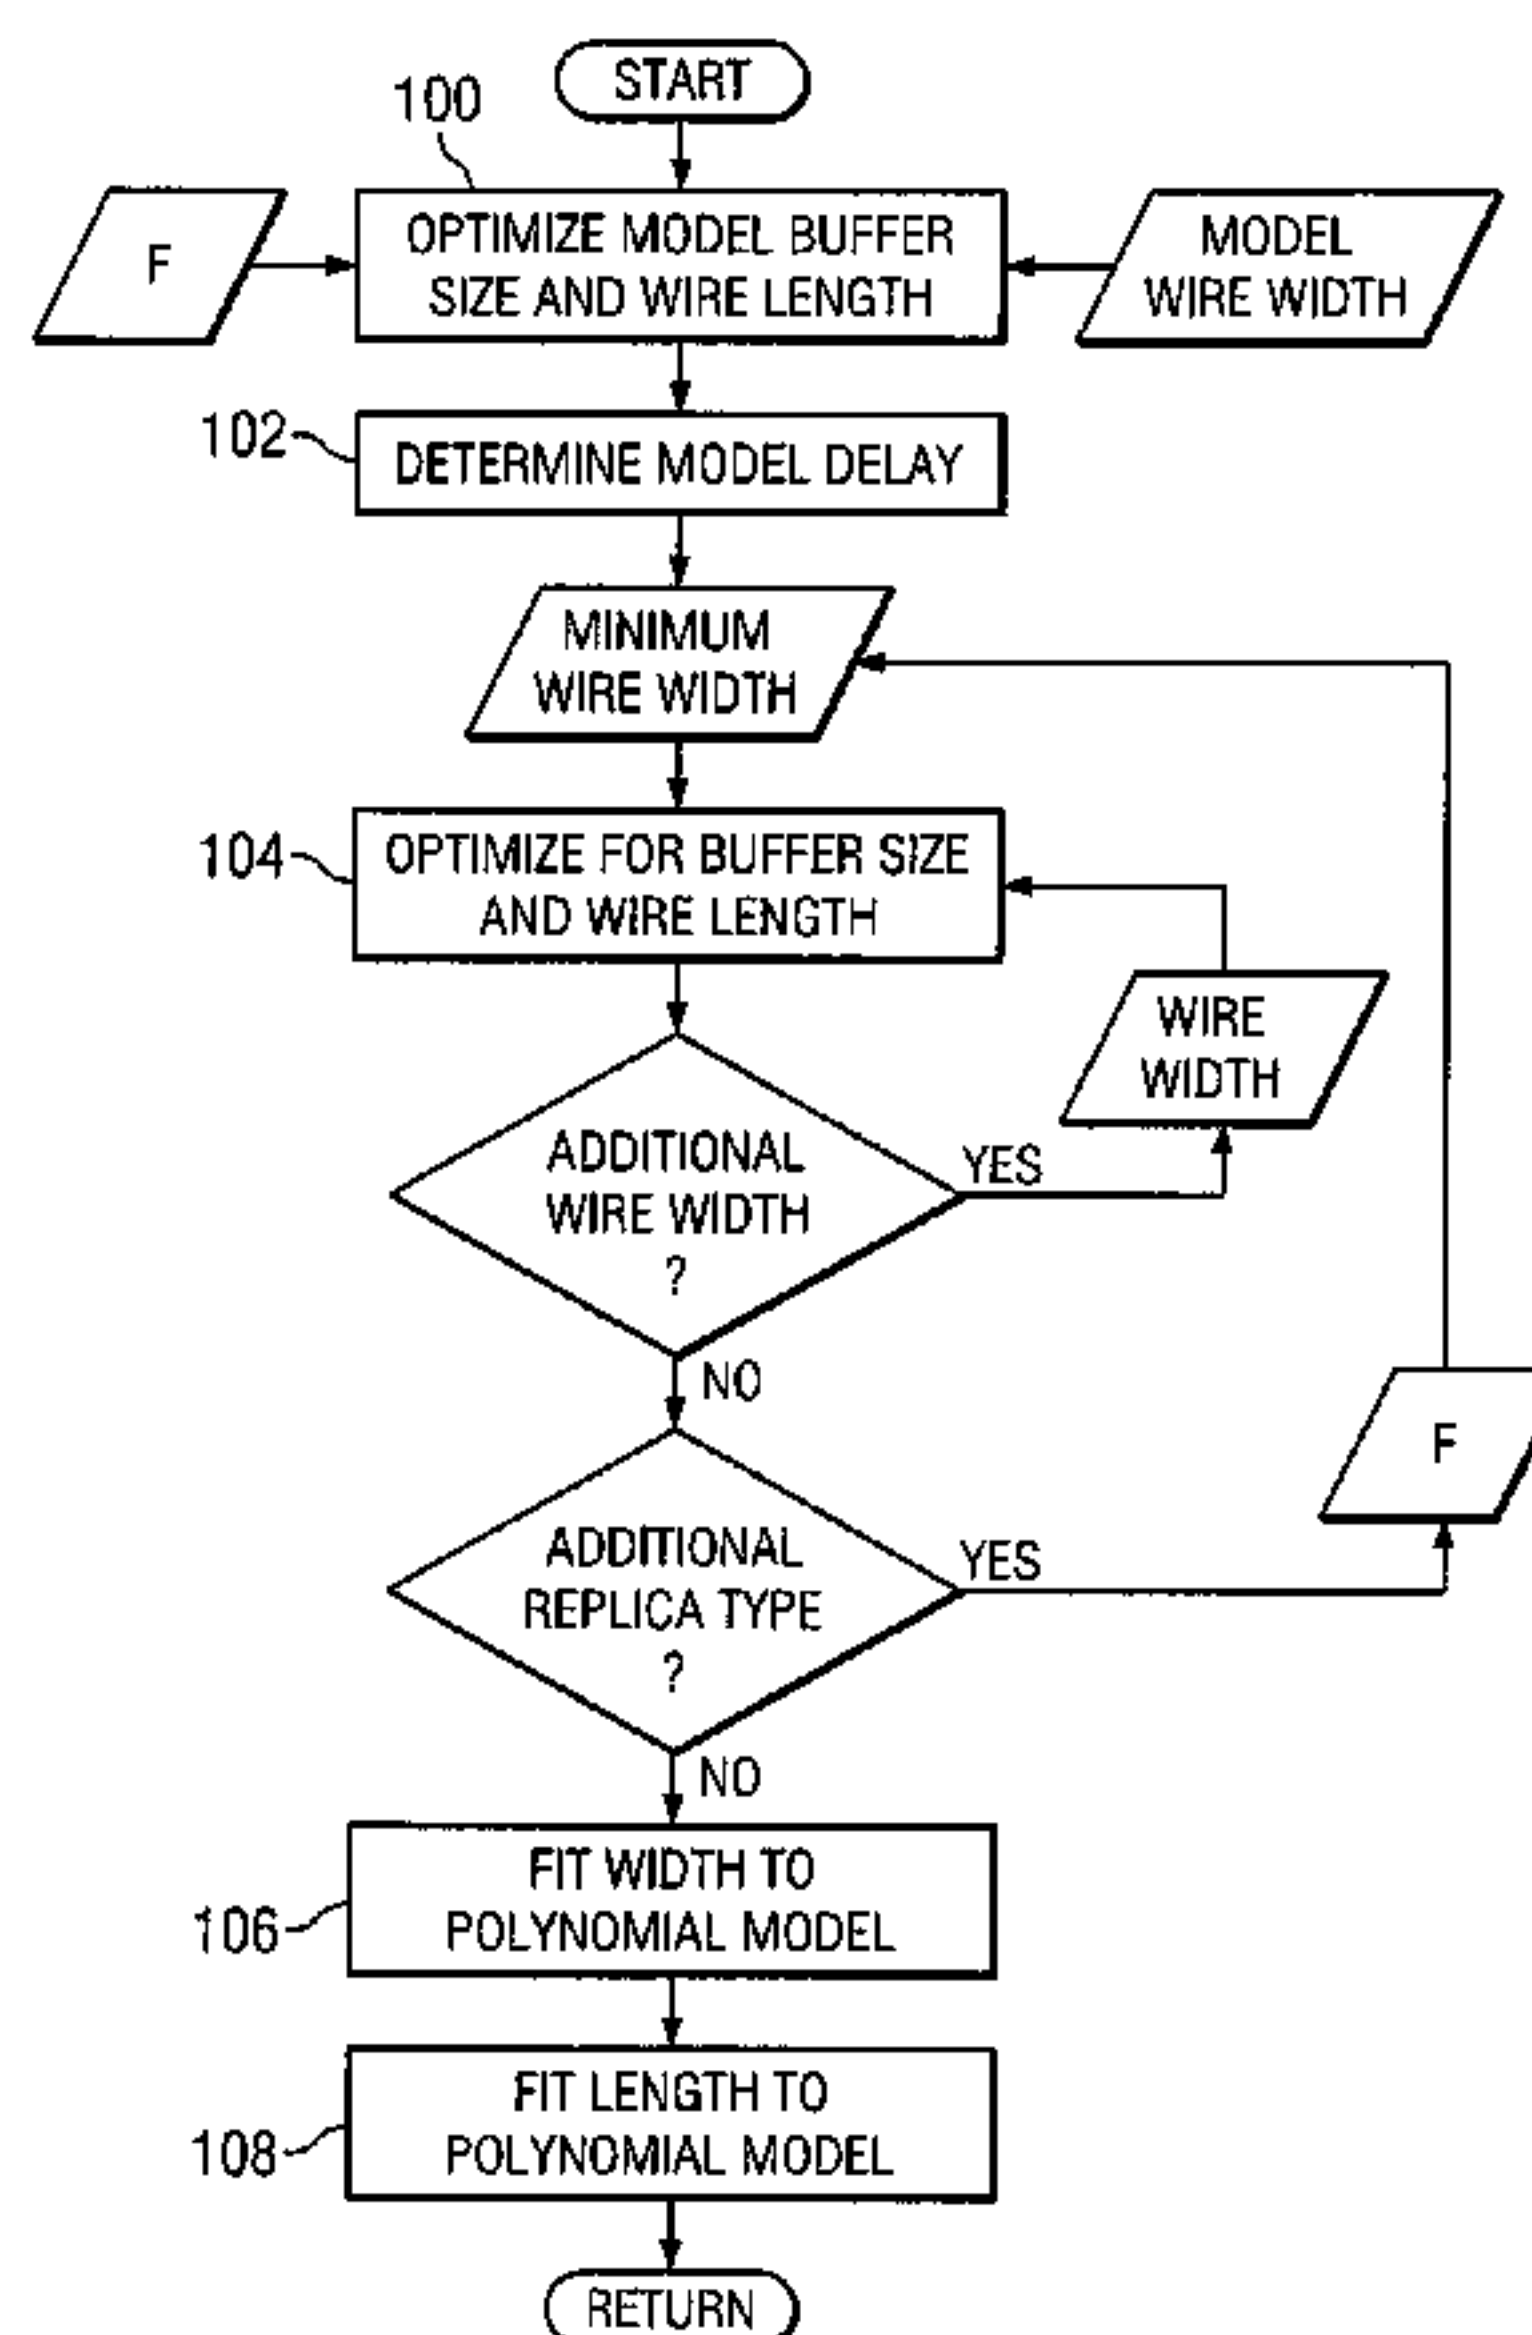 START
100
F
OPTIMIZE MODEL BUFFER
SIZE AND WIRE LENGTH
MODEL
WIRE WIDTH
102
DETERMINE MODEL DELAY
MINIMUM
WIRE WIDTH
104
OPTIMIZE FOR BUFFER SIZE
AND WIRE LENGTH
WIRE
WIDTH
ADDITIONAL
WIRE WIDTH
?
YES
NO
F
ADDITIONAL
REPLICA TYPE
?
YES
NO
106
FIT WIDTH TO
POLYNOMIAL MODEL
108
FIT LENGTH TO
POLYNOMIAL MODEL
RETURN